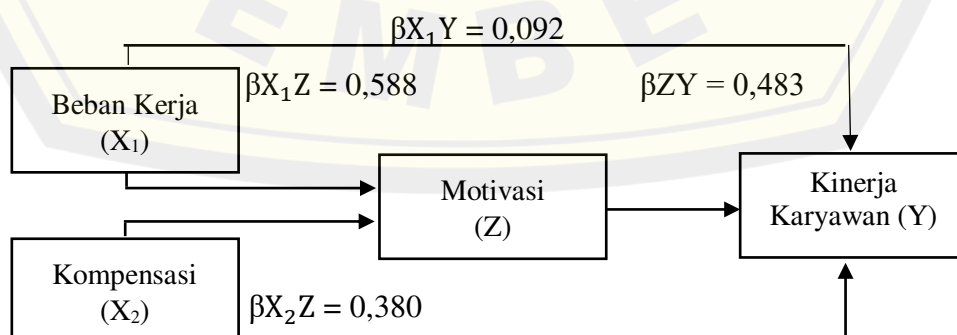 EMBE
βX₁Y = 0,092
βX₁Z = 0,588
βZY = 0,483
Beban Kerja
(X₁)
Motivasi
(Z)
Kinerja
Karyawan (Y)
Kompensasi
(X₂)
βX₂Z = 0,380